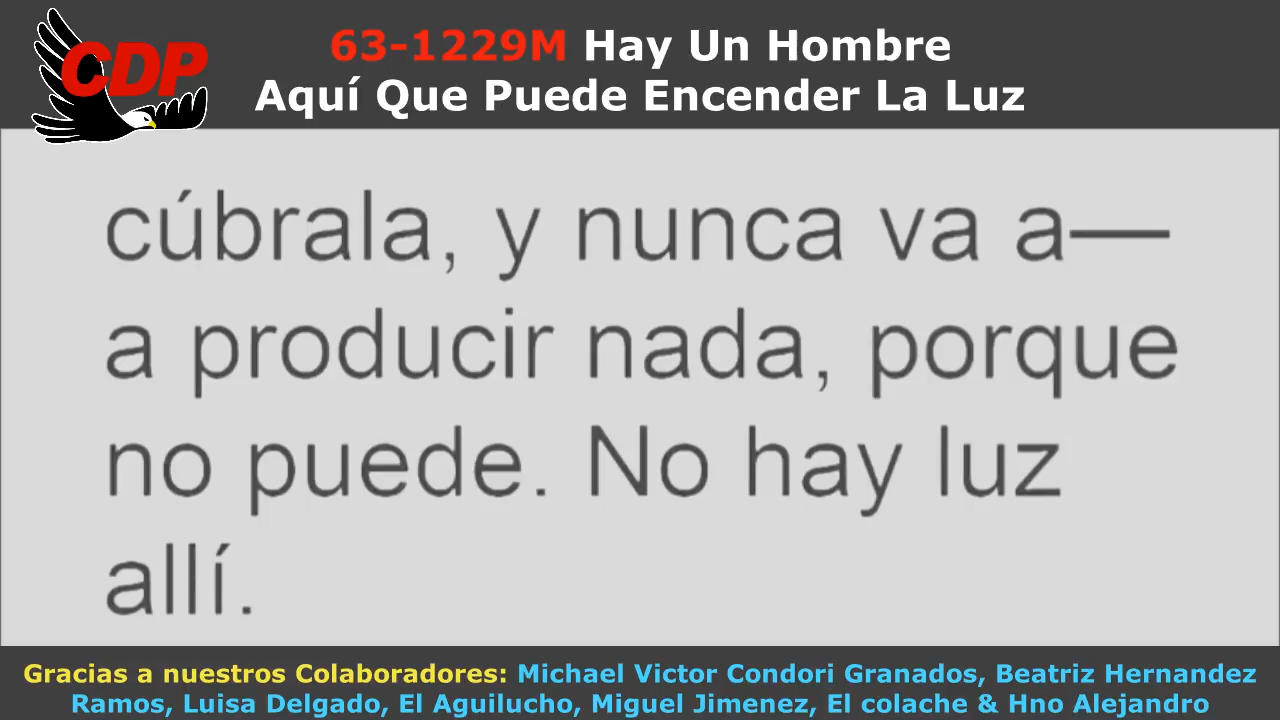 CDP
63-1229M Hay Un Hombre
Aquí Que Puede Encender La Luz
cúbrala, y nunca va a—
a producir nada, porque
no puede. No hay luz
allí.
Gracias a nuestros Colaboradores: Michael Victor Condori Granados, Beatriz Hernandez
Ramos, Luisa Delgado, El Aguilucho, Miguel Jimenez, El colache & Hno Alejandro